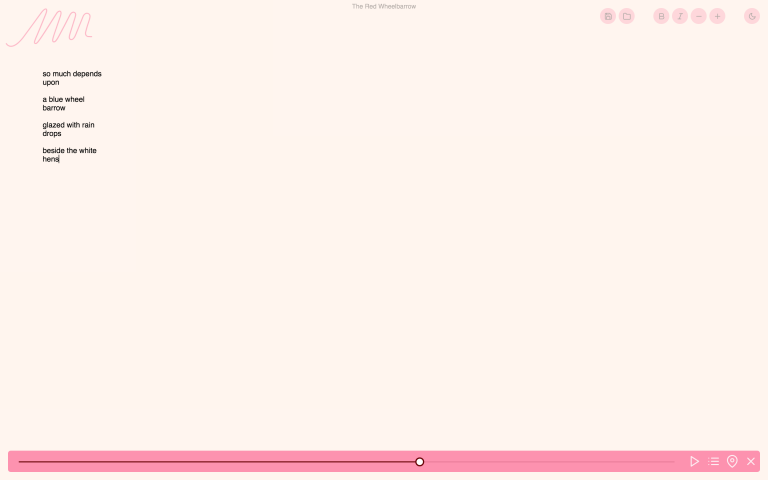 The Red Wheelbarrow
B I
so much depends
upon
a blue wheel
barrow
glazed with rain
drops
beside the white
hens